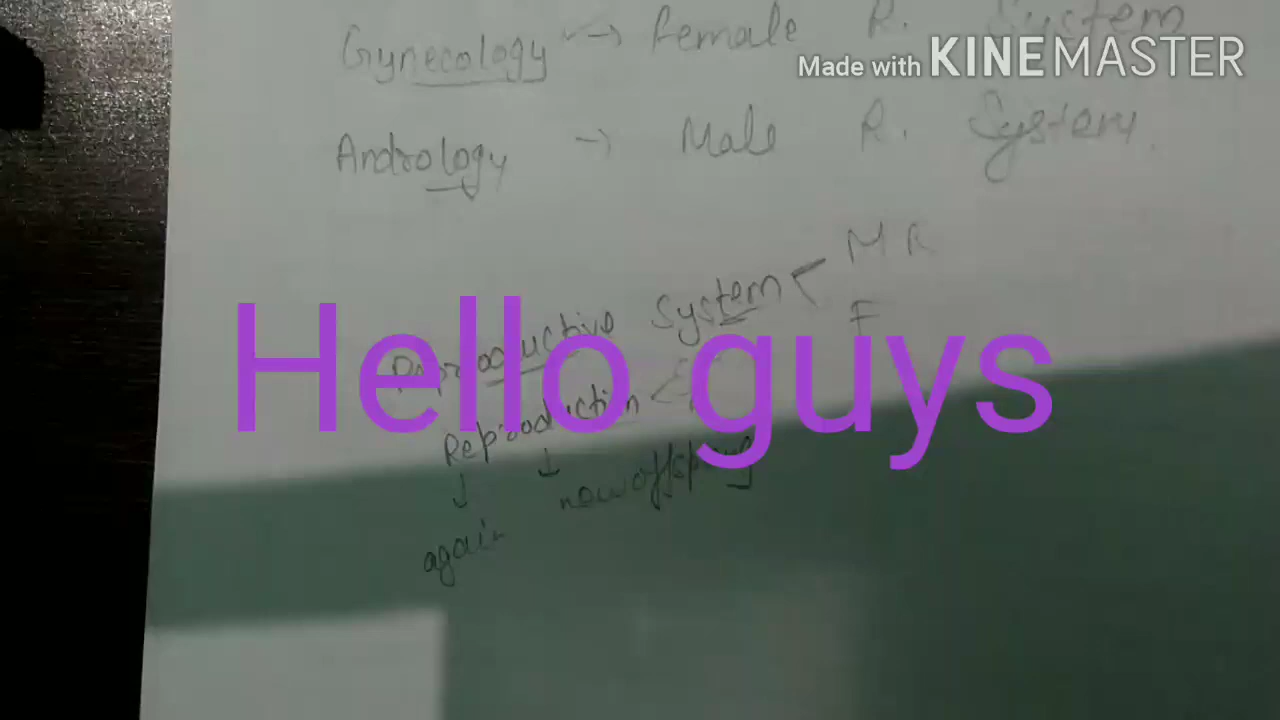 Gynecology → Female R. System
Made with KINEMASTER
Andrology → Male R. System.
Reproductive System < M R
F
Hello guys
Reproduction <
↓ ↓
new offspring
again